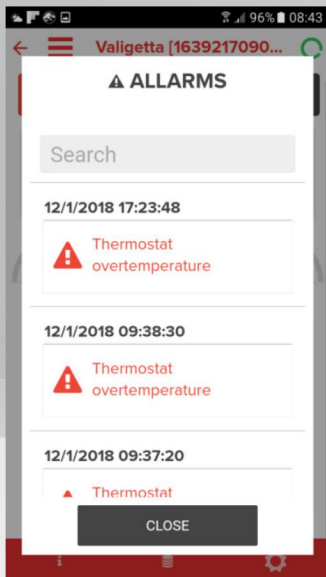 96% 08:43
Valigetta [1639217090...
ALLARMS
Search
12/1/2018 17:23:48
Thermostat
overtemperature
12/1/2018 09:38:30
Thermostat
overtemperature
12/1/2018 09:37:20
Thermostat
CLOSE